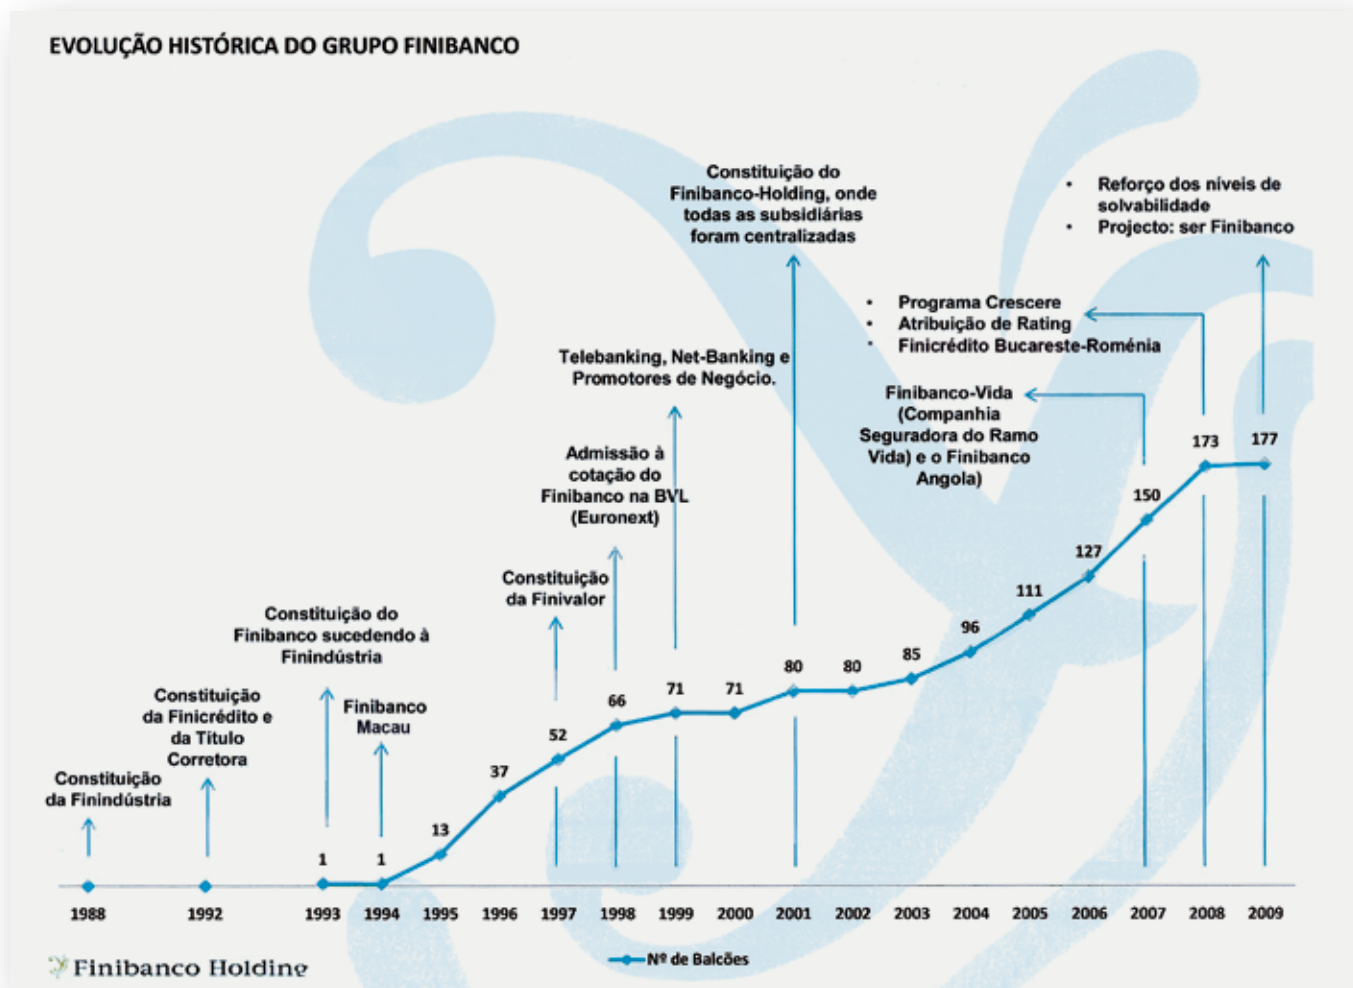 EVOLUÇÃO HISTÓRICA DO GRUPO FINIBANCO
Constituição do
Finibanco-Holding, onde
todas as subsidiárias
foram centralizadas
• Reforço dos níveis de
solvabilidade
• Projecto: ser Finibanco
• Programa Crescere
• Atribuição de Rating
• Finicrédito Bucareste-Roménia
Telebanking, Net-Banking e
Promotores de Negócio.
Finibanco-Vida
(Companhia
Seguradora do Ramo
Vida) e o Finibanco
Angola)
Admissão à
cotação do
Finibanco na BVL
(Euronext)
Constituição
da Finivalor
Constituição do
Finibanco sucedendo à
Finindústria
Constituição
da Finicrédito e
da Título
Corretora
Finibanco
Macau
Constituição
da Finindústria
1 1 13 37 52 66 71 71 80 80 85 96 111 127 150 173 177
1988 1992 1993 1994 1995 1996 1997 1998 1999 2000 2001 2002 2003 2004 2005 2006 2007 2008 2009
Nº de Balcões
Finibanco Holding